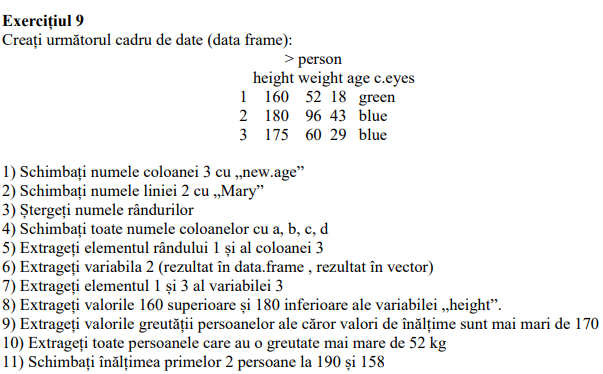 Exercițiul 9
Creați următorul cadru de date (data frame):
> person
height weight age c.eyes
1 160 52 18 green
2 180 96 43 blue
3 175 60 29 blue
1) Schimbați numele coloanei 3 cu „new.age”
2) Schimbați numele liniei 2 cu „Mary”
3) Ștergeți numele rândurilor
4) Schimbați toate numele coloanelor cu a, b, c, d
5) Extrageți elementul rândului 1 și al coloanei 3
6) Extrageți variabila 2 (rezultat în data.frame , rezultat în vector)
7) Extrageți elementul 1 și 3 al variabilei 3
8) Extrageți valorile 160 superioare și 180 inferioare ale variabilei „height”.
9) Extrageți valorile greutății persoanelor ale căror valori de înălțime sunt mai mari de 170
10) Extrageți toate persoanele care au o greutate mai mare de 52 kg
11) Schimbați înălțimea primelor 2 persoane la 190 și 158